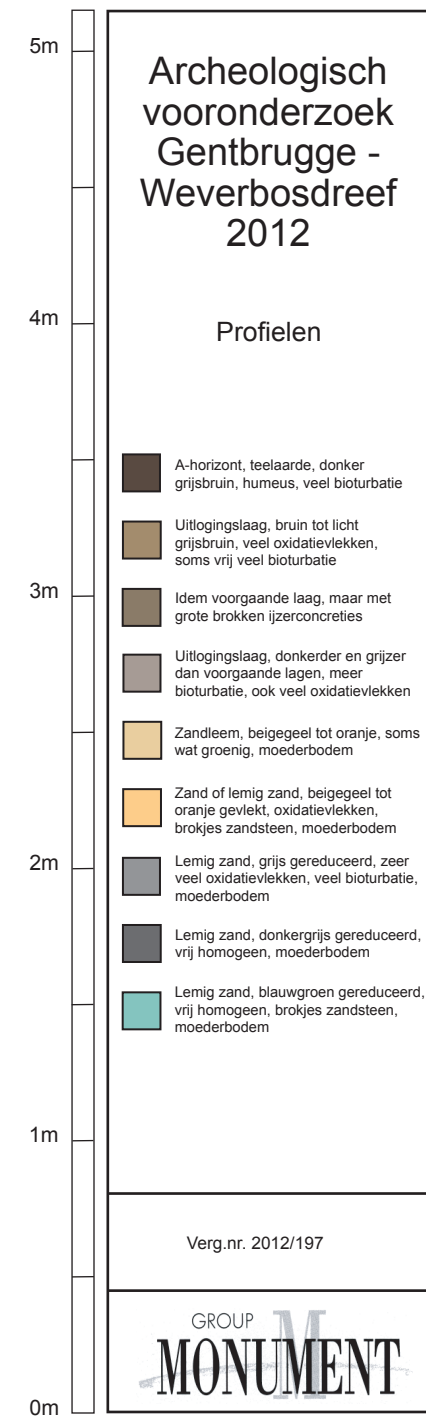 5m
4m
3m
2m
1m
0m
Archeologisch
vooronderzoek
Gentbrugge -
Weverbosdreef
2012
Profielen
A-horizont, teelaarde, donker
grijsbruin, humeus, veel bioturbatie
Uitlogingslaag, bruin tot licht
grijsbruin, veel oxidatievlekken,
soms vrij veel bioturbatie
Idem voorgaande laag, maar met
grote brokken ijzerconcreties
Uitlogingslaag, donkerder en grijzer
dan voorgaande lagen, meer
bioturbatie, ook veel oxidatievlekken
Zandleem, beigegeel tot oranje, soms
wat groenig, moederbodem
Zand of lemig zand, beigegeel tot
oranje gevlekt, oxidatievlekken,
brokjes zandsteen, moederbodem
Lemig zand, grijs gereduceerd, zeer
veel oxidatievlekken, veel bioturbatie,
moederbodem
Lemig zand, donkergrijs gereduceerd,
vrij homogeen, moederbodem
Lemig zand, blauwgroen gereduceerd,
vrij homogeen, brokjes zandsteen,
moederbodem
Verg.nr. 2012/197
GROUP M
MONUMENT